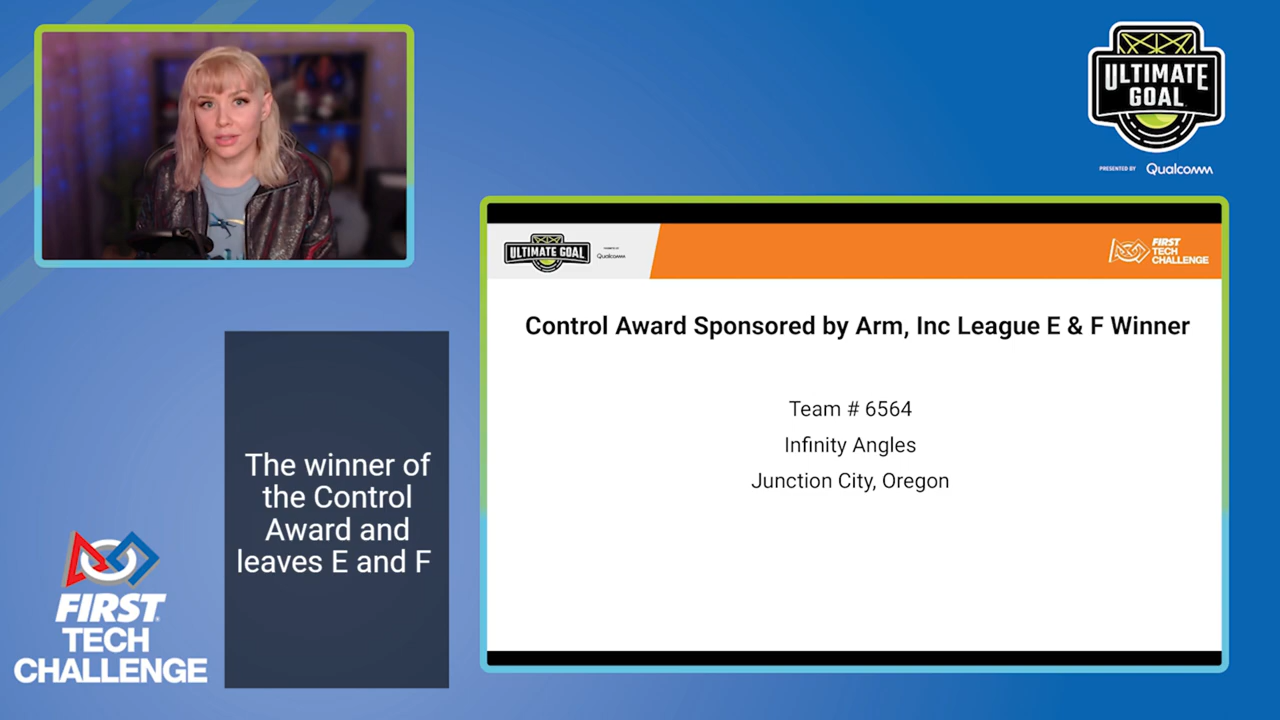 ULTIMATE
GOAL
PRESENTED BY Qualcomm
ULTIMATE GOAL
Qualcomm
FIRST
TECH
CHALLENGE
Control Award Sponsored by Arm, Inc League E & F Winner
Team # 6564
Infinity Angles
Junction City, Oregon
The winner of
the Control
Award and
leaves E and F
FIRST
TECH
CHALLENGE